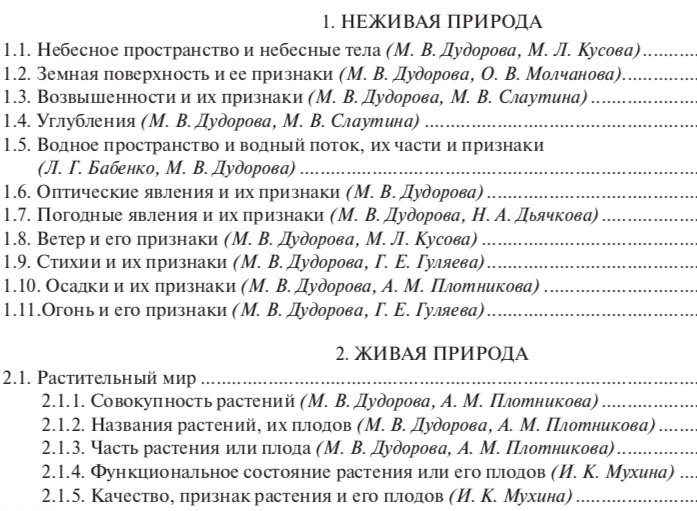 1. НЕЖИВАЯ ПРИРОДА
1.1. Небесное пространство и небесные тела (М. В. Дудорова, М. Л. Кусова)..........
1.2. Земная поверхность и ее признаки (М. В. Дудорова, О. В. Молчанова)..............
1.3. Возвышенности и их признаки (М. В. Дудорова, М. В. Слаутина) ...................
1.4. Углубления (М. В. Дудорова, М. В. Слаутина) ..............................................
1.5. Водное пространство и водный поток, их части и признаки
(Л. Г. Бабенко, М. В. Дудорова) ...................................................................
1.6. Оптические явления и их признаки (М. В. Дудорова) ....................................
1.7. Погодные явления и их признаки (М. В. Дудорова, Н. А. Дьячкова) .................
1.8. Ветер и его признаки (М. В. Дудорова, М. Л. Кусова) .....................................
1.9. Стихии и их признаки (М. В. Дудорова, Г. Е. Гуляева) ....................................
1.10. Осадки и их признаки (М. В. Дудорова, А. М. Плотникова) ..........................
1.11.Огонь и его признаки (М. В. Дудорова, Г. Е. Гуляева)....................................
2. ЖИВАЯ ПРИРОДА
2.1. Растительный мир ....................................................................................
2.1.1. Совокупность растений (М. В. Дудорова, А. М. Плотникова) .................
2.1.2. Названия растений, их плодов (М. В. Дудорова, А. М. Плотникова) .......
2.1.3. Часть растения или плода (М. В. Дудорова, А. М. Плотникова)..............
2.1.4. Функциональное состояние растения или его плодов (И. К. Мухина) ....
2.1.5. Качество, признак растения и его плодов (И. К. Мухина) .....................